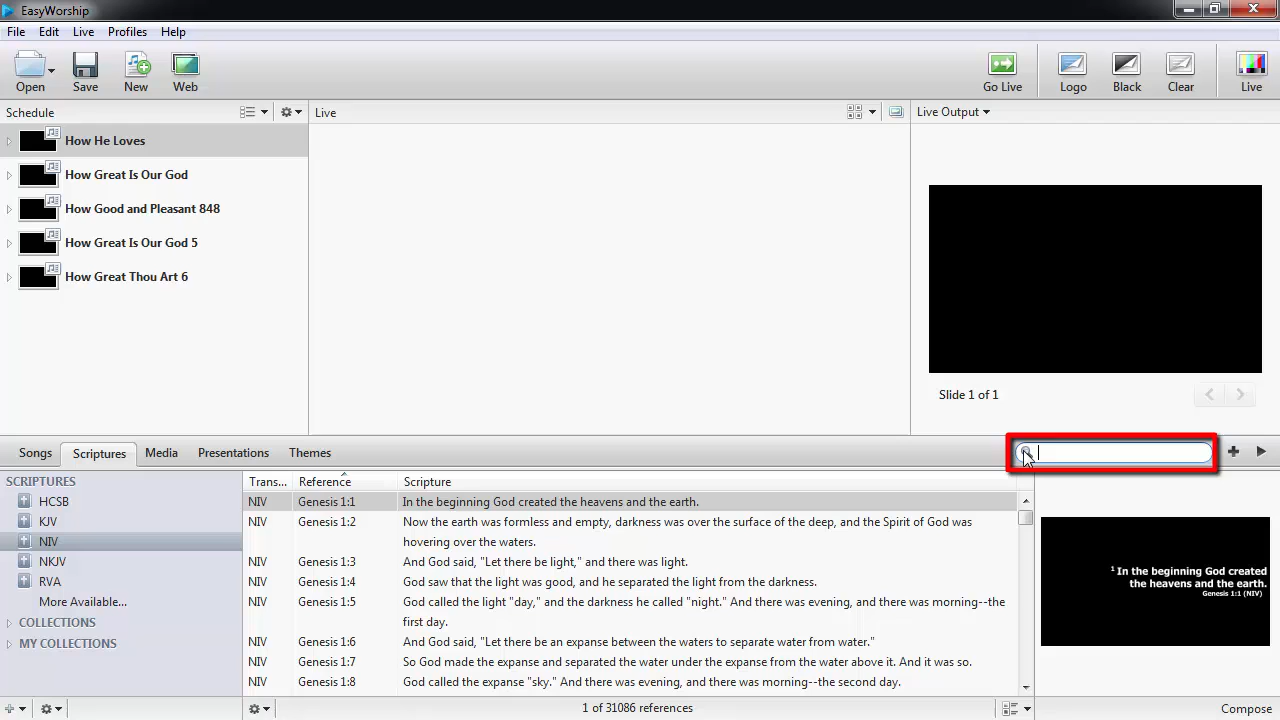 EasyWorship
File Edit Live Profiles Help
Open Save New Web Go Live Logo Black Clear Live
Schedule
How He Loves
How Great Is Our God
How Good and Pleasant 848
How Great Is Our God 5
How Great Thou Art 6
Live
Live Output
Slide 1 of 1
Songs Scriptures Media Presentations Themes
SCRIPTURES
HCSB
KJV
NIV
NKJV
RVA
More Available...
COLLECTIONS
MY COLLECTIONS
Trans... Reference Scripture
NIV Genesis 1:1 In the beginning God created the heavens and the earth.
NIV Genesis 1:2 Now the earth was formless and empty, darkness was over the surface of the deep, and the Spirit of God was
hovering over the waters.
NIV Genesis 1:3 And God said, "Let there be light," and there was light.
NIV Genesis 1:4 God saw that the light was good, and he separated the light from the darkness.
NIV Genesis 1:5 God called the light "day," and the darkness he called "night." And there was evening, and there was morning--the
first day.
NIV Genesis 1:6 And God said, "Let there be an expanse between the waters to separate water from water."
NIV Genesis 1:7 So God made the expanse and separated the water under the expanse from the water above it. And it was so.
NIV Genesis 1:8 God called the expanse "sky." And there was evening, and there was morning--the second day.
1 of 31086 references
1 In the beginning God created
the heavens and the earth.
Genesis 1:1 (NIV)
Compose